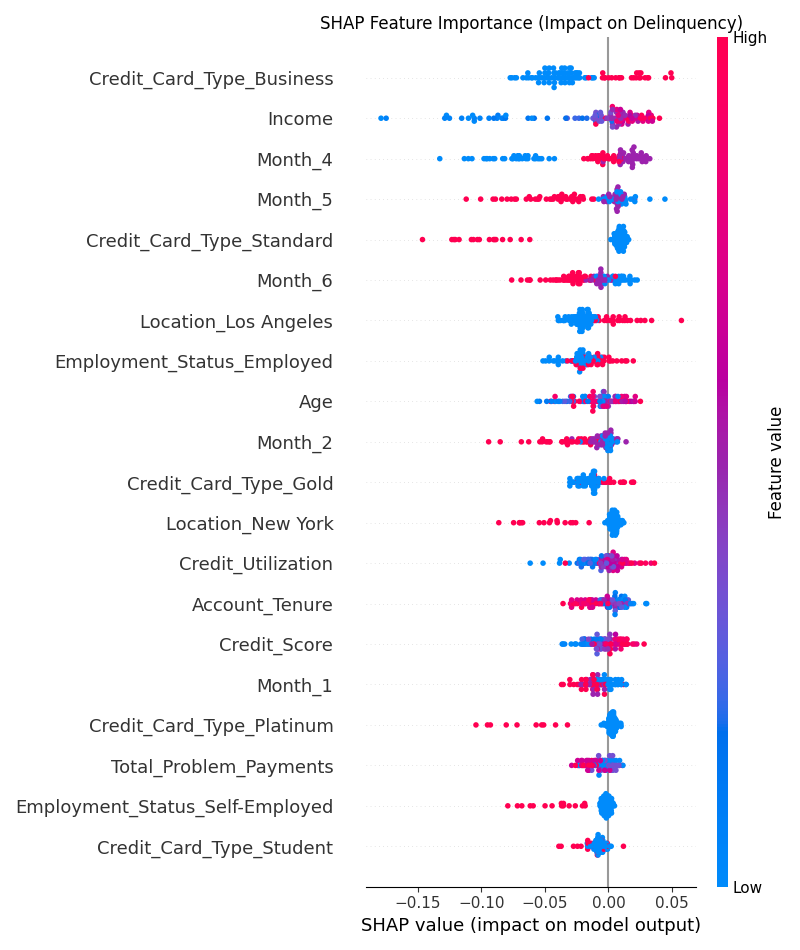 SHAP Feature Importance (Impact on Delinquency)
High
Credit_Card_Type_Business
Income
Month_4
Month_5
Credit_Card_Type_Standard
Month_6
Location_Los Angeles
Employment_Status_Employed
Age
Month_2
Credit_Card_Type_Gold
Location_New York
Credit_Utilization
Account_Tenure
Credit_Score
Month_1
Credit_Card_Type_Platinum
Total_Problem_Payments
Employment_Status_Self-Employed
Credit_Card_Type_Student
Feature value
Low
−0.15 −0.10 −0.05 0.00 0.05
SHAP value (impact on model output)